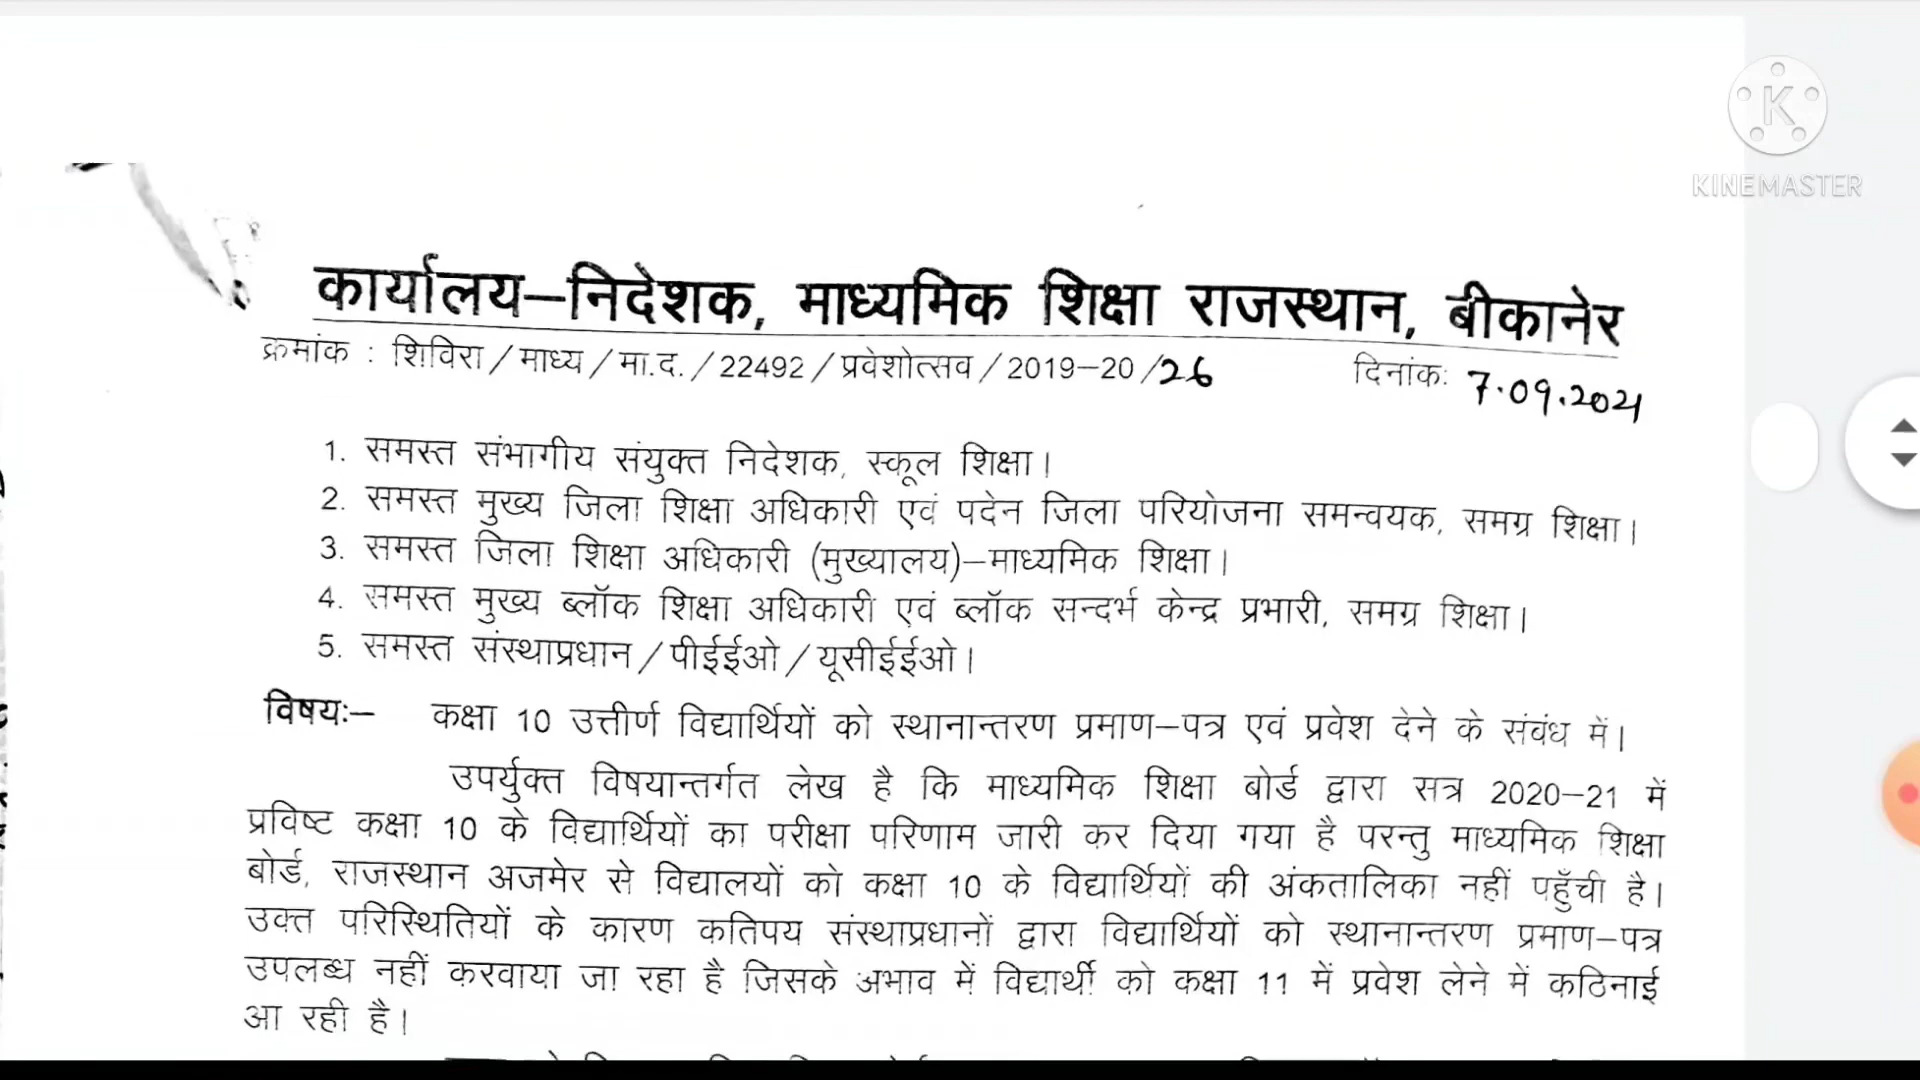 K
KINEMASTER
कार्यालय–निदेशक, माध्यमिक शिक्षा राजस्थान, बीकानेर
क्रमांक : शिविरा/माध्य/मा.द./22492/प्रवेशोत्सव/2019–20/26 दिनांक: 7.09.2021
1. समस्त संभागीय संयुक्त निदेशक, स्कूल शिक्षा।
2. समस्त मुख्य जिला शिक्षा अधिकारी एवं पदेन जिला परियोजना समन्वयक, समग्र शिक्षा।
3. समस्त जिला शिक्षा अधिकारी (मुख्यालय)–माध्यमिक शिक्षा।
4. समस्त मुख्य ब्लॉक शिक्षा अधिकारी एवं ब्लॉक सन्दर्भ केन्द्र प्रभारी, समग्र शिक्षा।
5. समस्त संस्थाप्रधान/पीईईओ/यूसीईईओ।
विषय:– कक्षा 10 उत्तीर्ण विद्यार्थियों को स्थानान्तरण प्रमाण–पत्र एवं प्रवेश देने के संबंध में।
उपर्युक्त विषयान्तर्गत लेख है कि माध्यमिक शिक्षा बोर्ड द्वारा सत्र 2020–21 में
प्रविष्ट कक्षा 10 के विद्यार्थियों का परीक्षा परिणाम जारी कर दिया गया है परन्तु माध्यमिक शिक्षा
बोर्ड, राजस्थान अजमेर से विद्यालयों को कक्षा 10 के विद्यार्थियों की अंकतालिका नहीं पहुँची है।
उक्त परिस्थितियों के कारण कतिपय संस्थाप्रधानों द्वारा विद्यार्थियों को स्थानान्तरण प्रमाण–पत्र
उपलब्ध नहीं करवाया जा रहा है जिसके अभाव में विद्यार्थी को कक्षा 11 में प्रवेश लेने में कठिनाई
आ रही है।